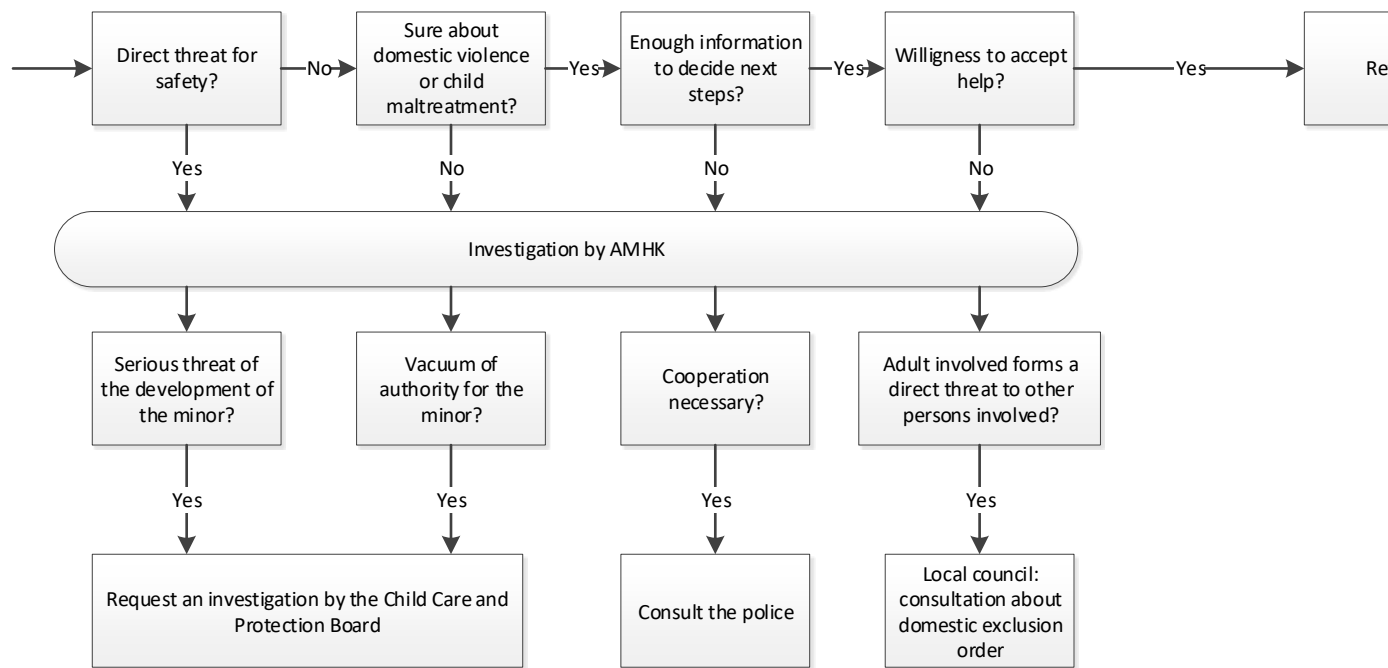 Direct threat for
safety?
No
Sure about
domestic violence
or child
maltreatment?
Yes
Enough information
to decide next
steps?
Yes
Willigness to accept
help?
Yes
Re
Yes
No
No
No
Investigation by AMHK
Serious threat of
the development of
the minor?
Vacuum of
authority for the
minor?
Cooperation
necessary?
Adult involved forms a
direct threat to other
persons involved?
Yes
Yes
Yes
Yes
Request an investigation by the Child Care and
Protection Board
Consult the police
Local council:
consultation about
domestic exclusion
order